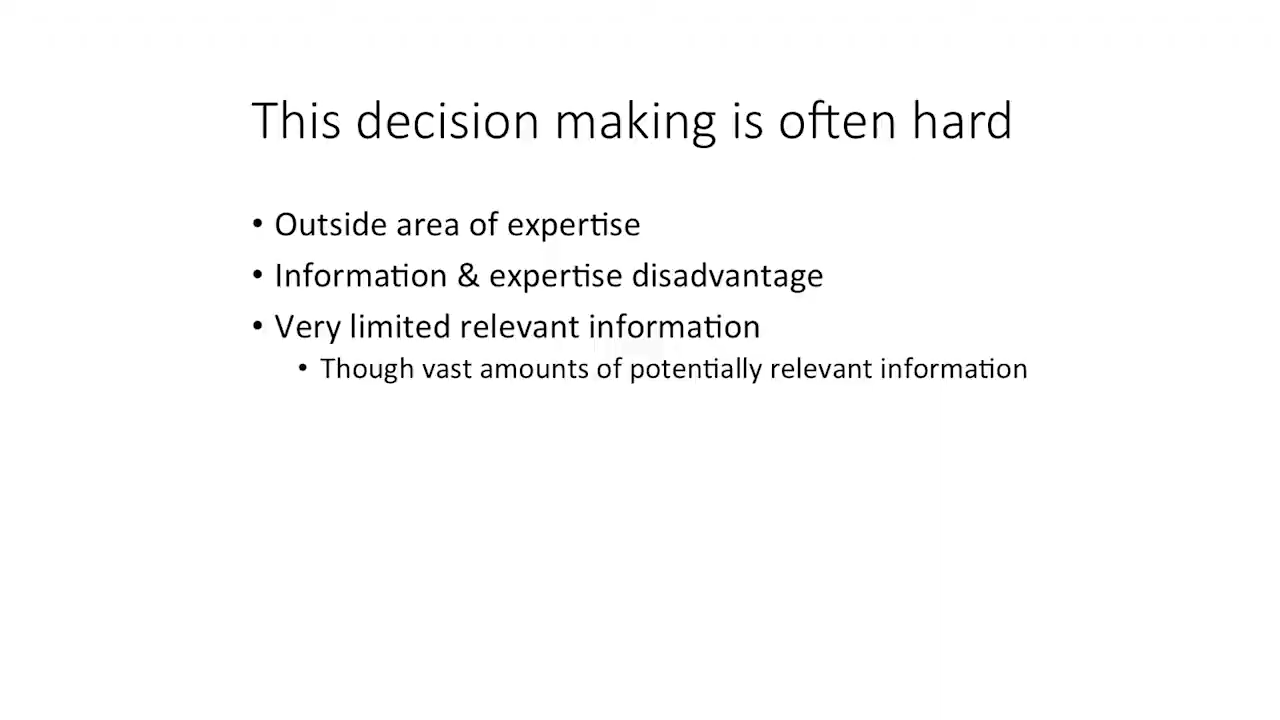 This decision making is often hard
• Outside area of expertise
• Information & expertise disadvantage
• Very limited relevant information
• Though vast amounts of potentially relevant information